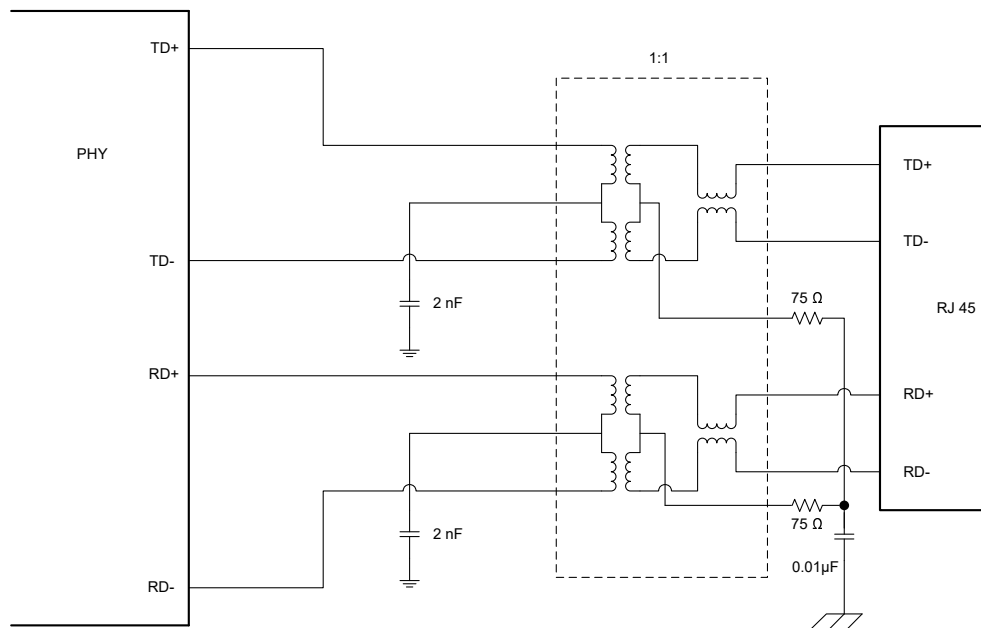 TD+
1:1
PHY
TD+
TD-
TD-
2 nF
75 Ω
RJ 45
RD+
RD+
RD-
2 nF
75 Ω
0.01µF
RD-